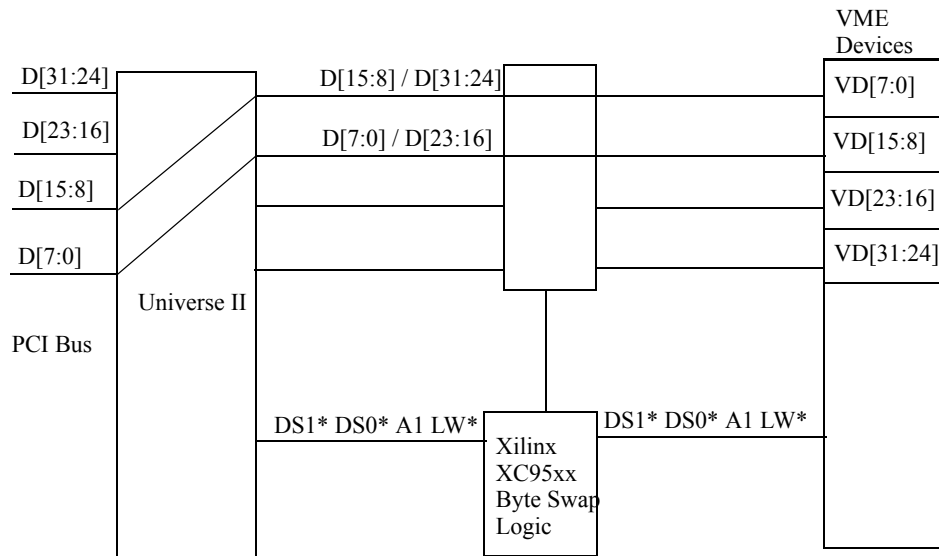 VME
Devices
D[31:24]
D[15:8] / D[31:24]
VD[7:0]
D[23:16]
D[7:0] / D[23:16]
VD[15:8]
D[15:8]
VD[23:16]
D[7:0]
VD[31:24]
Universe II
PCI Bus
DS1* DS0* A1 LW*
DS1* DS0* A1 LW*
Xilinx
XC95xx
Byte Swap
Logic